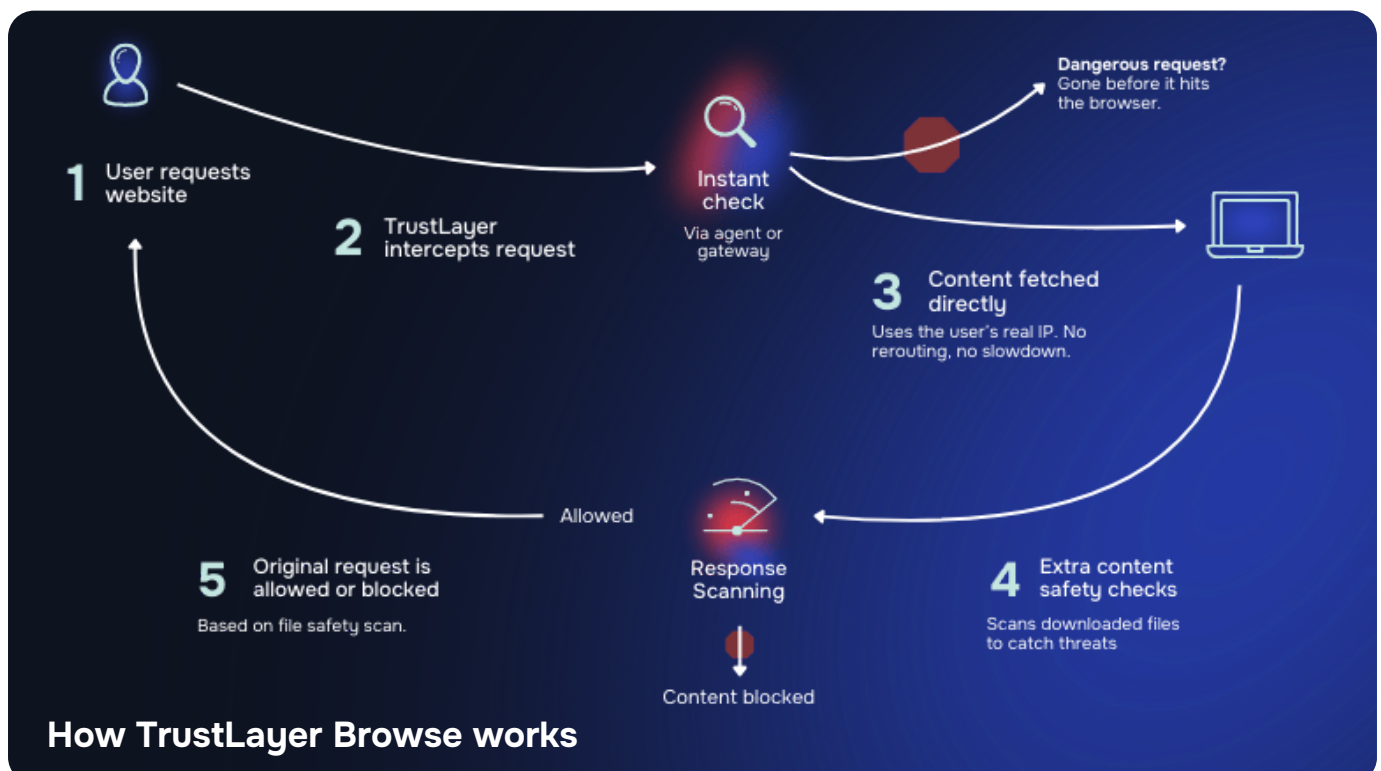 1
User requests
website
2
TrustLayer
intercepts request
Instant
check
Via agent or
gateway
Dangerous request?
Gone before it hits
the browser.
3
Content fetched
directly
Uses the user's real IP. No
rerouting, no slowdown.
4
Extra content
safety checks
Scans downloaded files
to catch threats
Response
Scanning
Content blocked
Allowed
5
Original request is
allowed or blocked
Based on file safety scan.
How TrustLayer Browse works